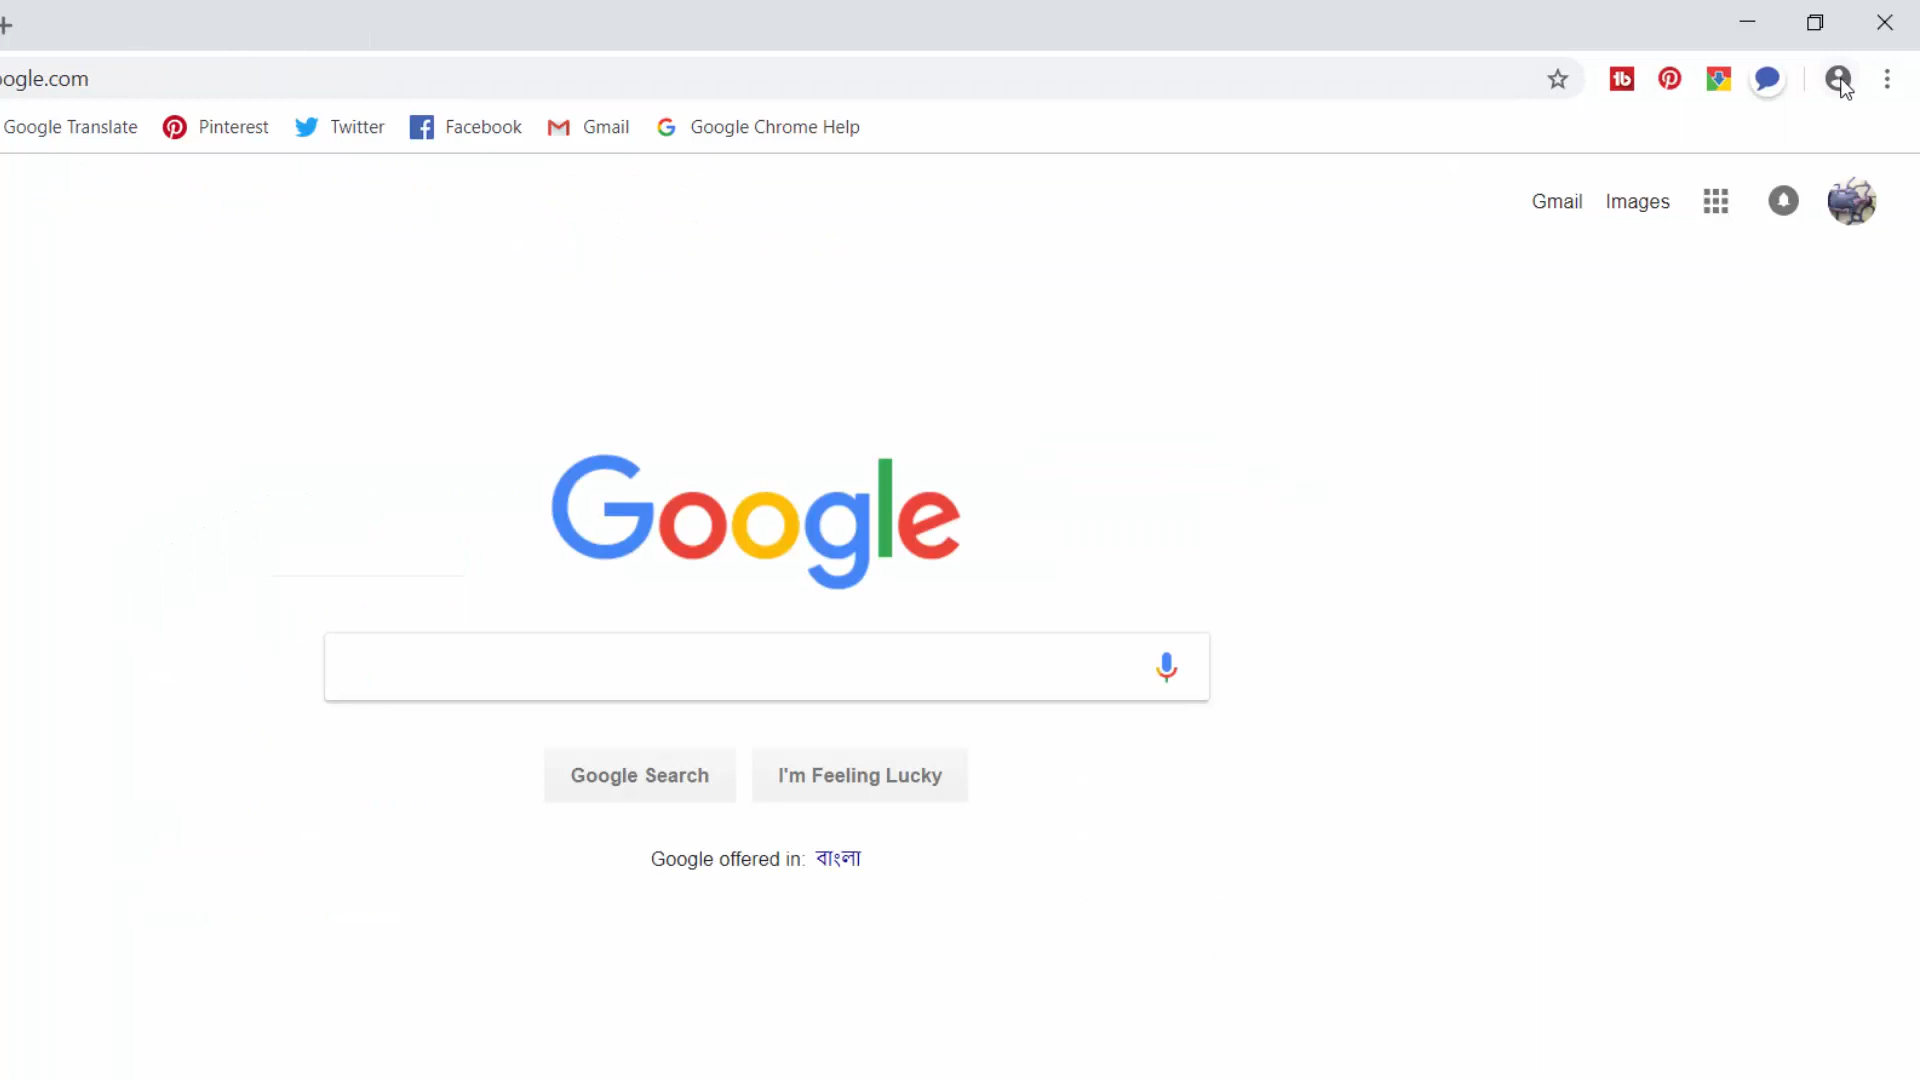 +
oogle.com
Google Translate Pinterest Twitter Facebook Gmail Google Chrome Help
Gmail Images
Google
Google Search I'm Feeling Lucky
Google offered in: বাংলা